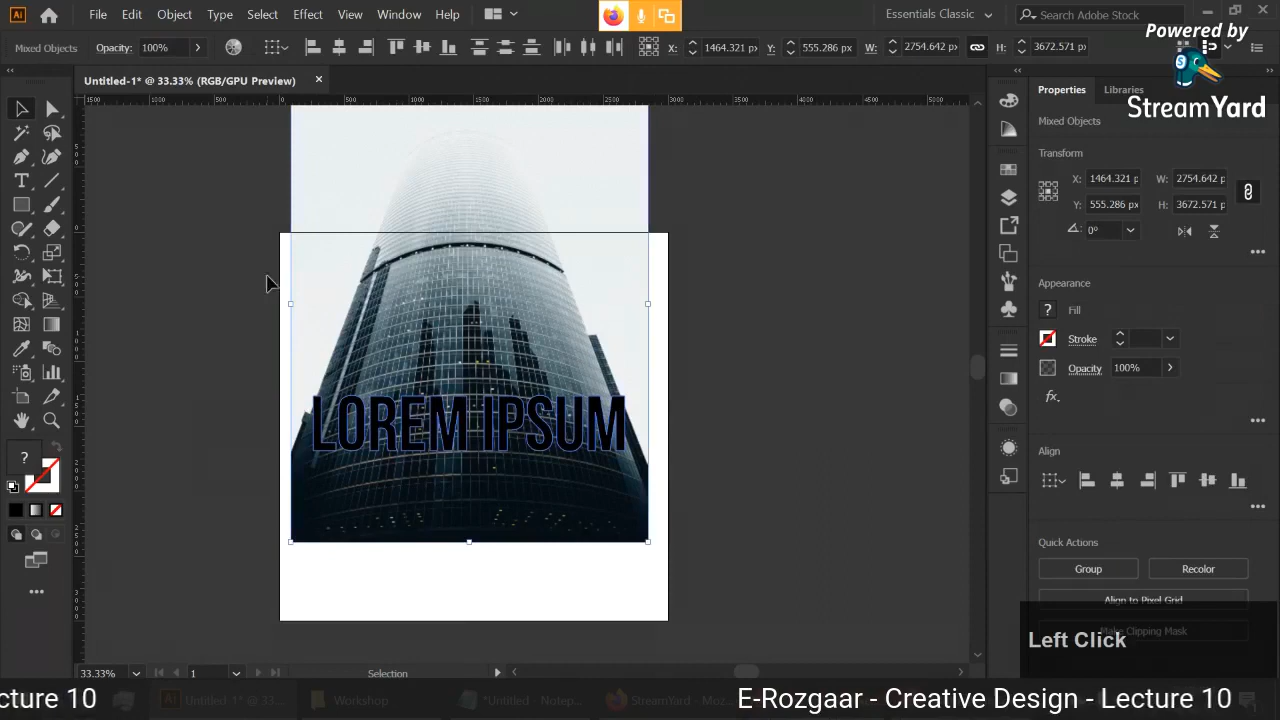 File Edit Object Type Select Effect View Window Help
Essentials Classic
Search Adobe Stock
Powered by
StreamYard
Mixed Objects
Opacity: 100%
X: 1464.321 px Y: 555.286 px W: 2754.642 px H: 3672.571 px
Untitled-1* @ 33.33% (RGB/GPU Preview)
Properties Libraries
Mixed Objects
Transform
X: 1464.321 p W: 2754.642 p
Y: 555.286 px H: 3672.571 p
0°
Appearance
? Fill
Stroke
Opacity 100%
fx.
Align
Quick Actions
Group Recolor
Align to Pixel Grid
Make Clipping Mask
LOREM IPSUM
?
33.33% 1 Selection
Left Click
Untitled-1* @ 33.... Workshop *Untitled Notep... StreamYard - Moz...
cture 10 E-Rozgaar - Creative Design - Lecture 10